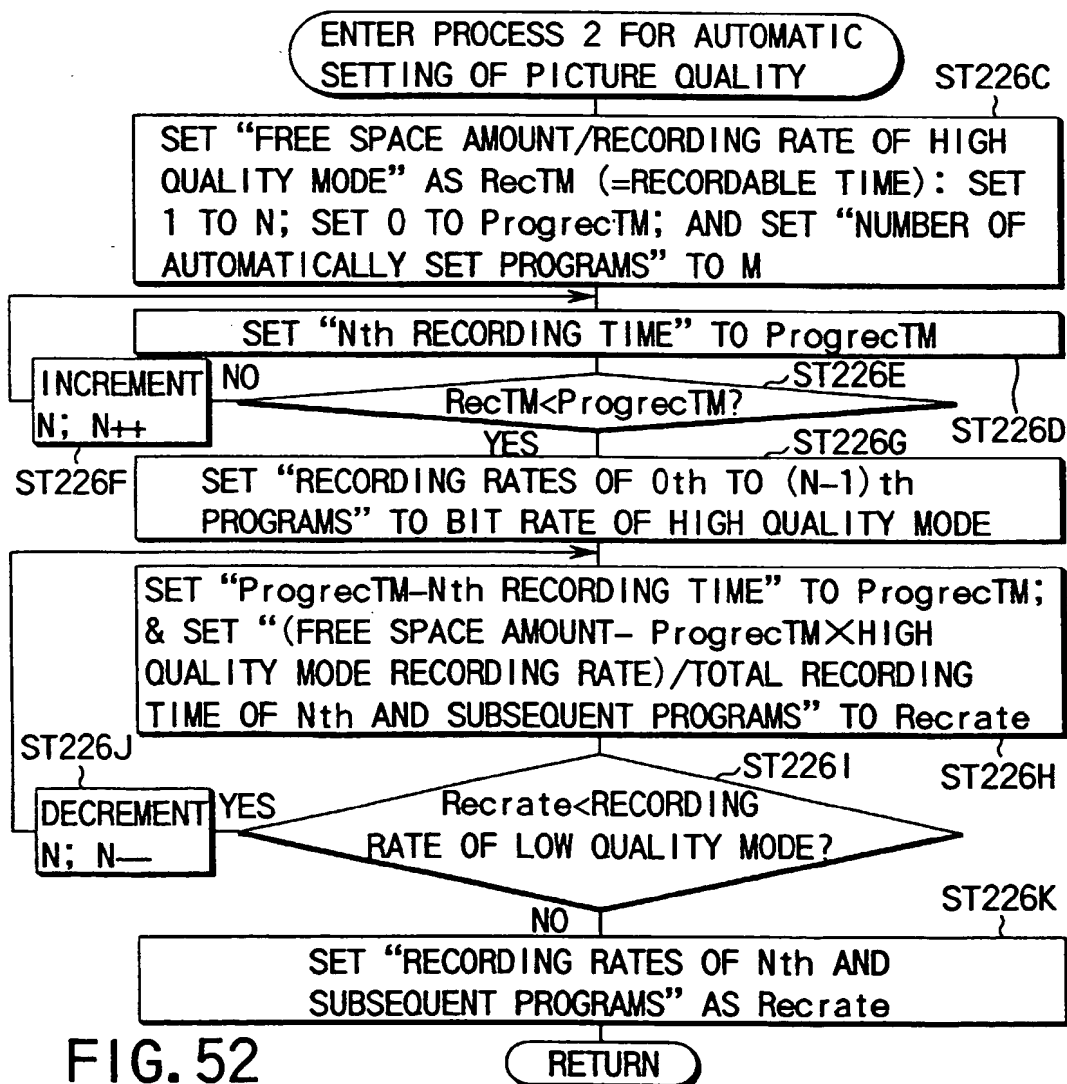 ENTER PROCESS 2 FOR AUTOMATIC
SETTING OF PICTURE QUALITY
ST226C
SET “FREE SPACE AMOUNT/RECORDING RATE OF HIGH
QUALITY MODE” AS RecTM (=RECORDABLE TIME): SET
1 TO N; SET 0 TO ProgrecTM; AND SET “NUMBER OF
AUTOMATICALLY SET PROGRAMS” TO M
SET “Nth RECORDING TIME” TO ProgrecTM
ST226D
RecTM<ProgrecTM?
ST226E
NO
INCREMENT
N; N++
ST226F
YES
ST226G
SET “RECORDING RATES OF 0th TO (N-1)th
PROGRAMS” TO BIT RATE OF HIGH QUALITY MODE
SET “ProgrecTM-Nth RECORDING TIME” TO ProgrecTM;
& SET “(FREE SPACE AMOUNT- ProgrecTM×HIGH
QUALITY MODE RECORDING RATE)/TOTAL RECORDING
TIME OF Nth AND SUBSEQUENT PROGRAMS” TO Recrate
ST226H
ST226I
Recrate<RECORDING
RATE OF LOW QUALITY MODE?
YES
ST226J
DECREMENT
N; N—
NO
ST226K
SET “RECORDING RATES OF Nth AND
SUBSEQUENT PROGRAMS” AS Recrate
RETURN
FIG. 52